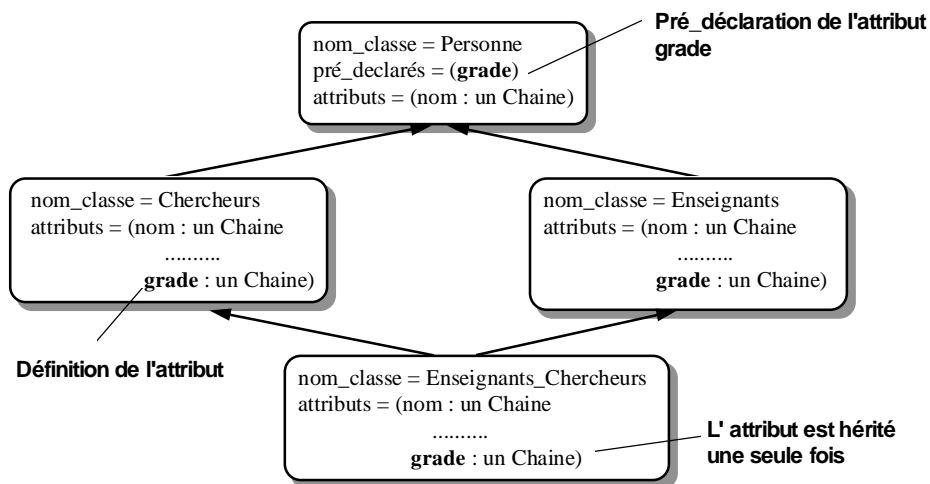 Pré_déclaration de l'attribut
grade
nom_classe = Personne
pré_declarés = (grade)
attributs = (nom : un Chaine)
nom_classe = Chercheurs
attributs = (nom : un Chaine
..........
grade : un Chaine)
nom_classe = Enseignants
attributs = (nom : un Chaine
..........
grade : un Chaine)
Définition de l'attribut
nom_classe = Enseignants_Chercheurs
attributs = (nom : un Chaine
..........
grade : un Chaine)
L' attribut est hérité
une seule fois